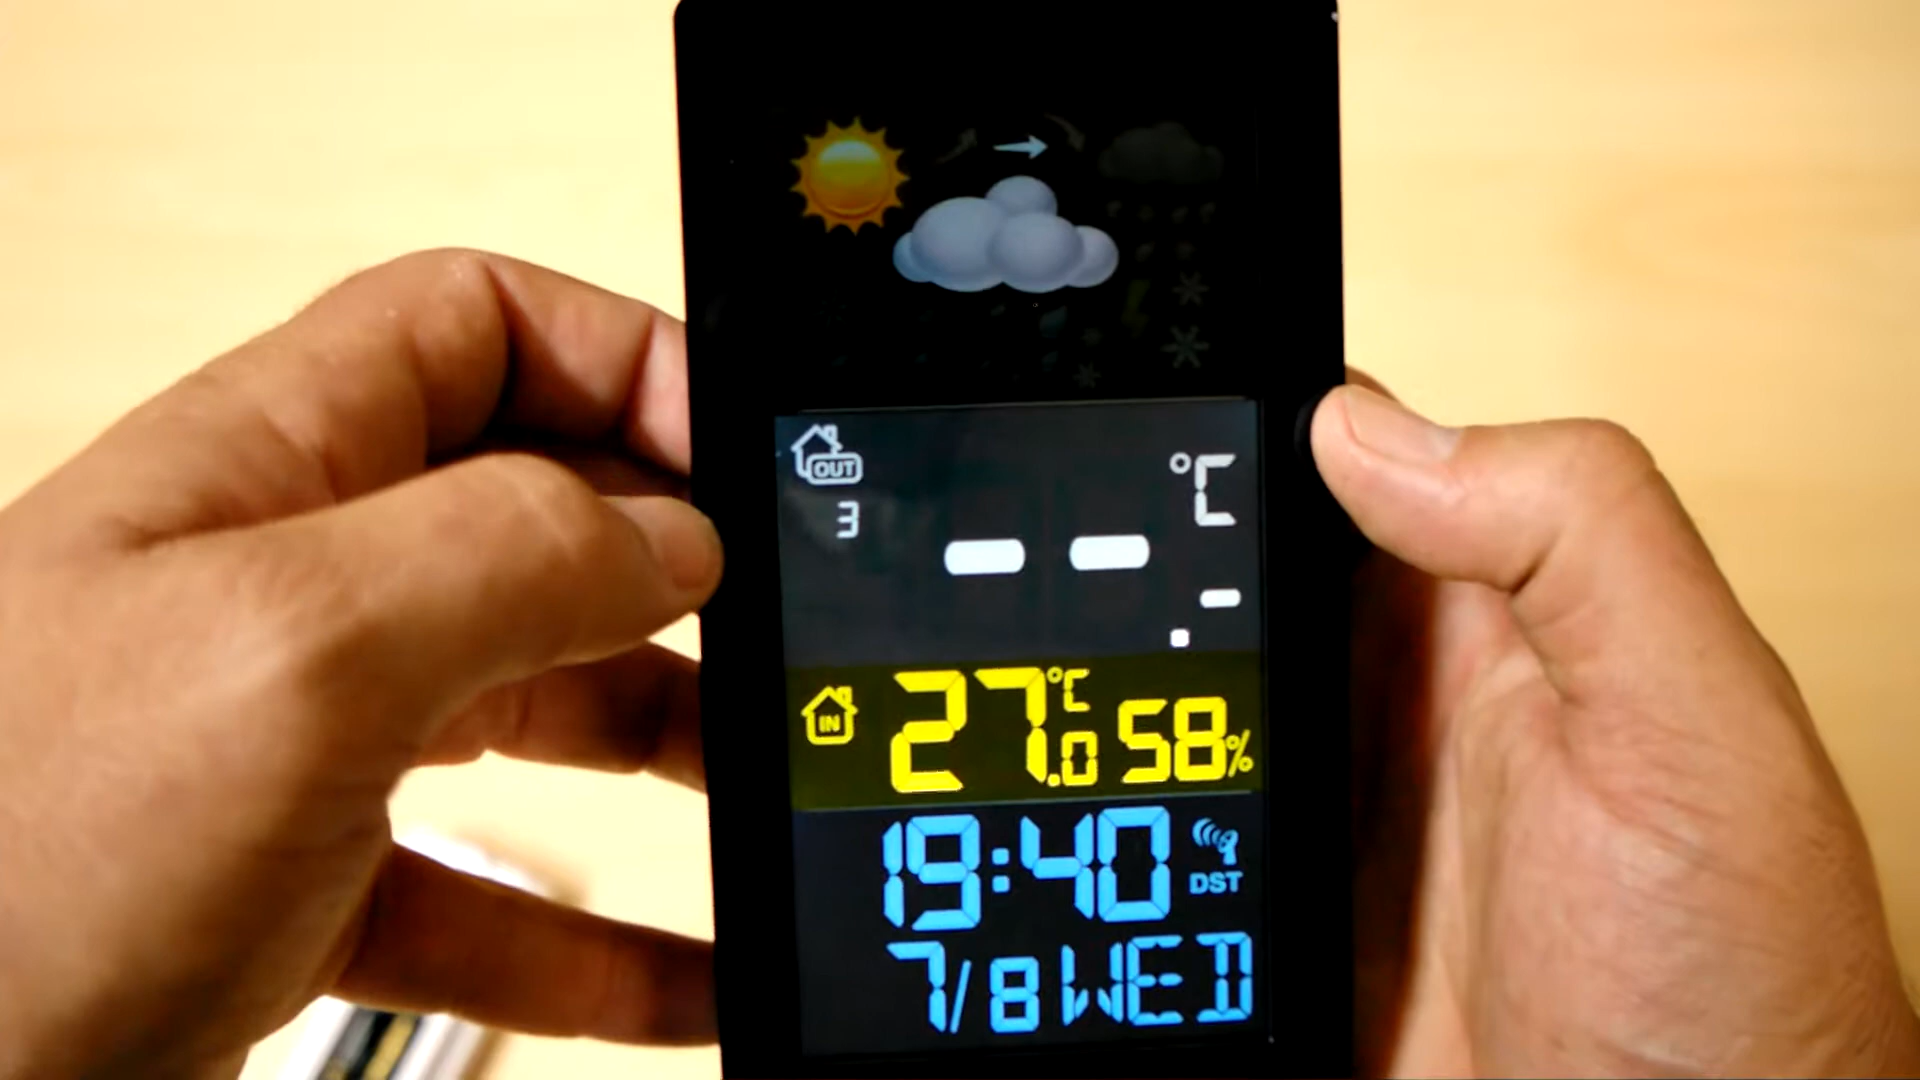 OUT
°C
3
-- -- . -
IN 27.0 °C 58%
19:40
DST
7/8 WED